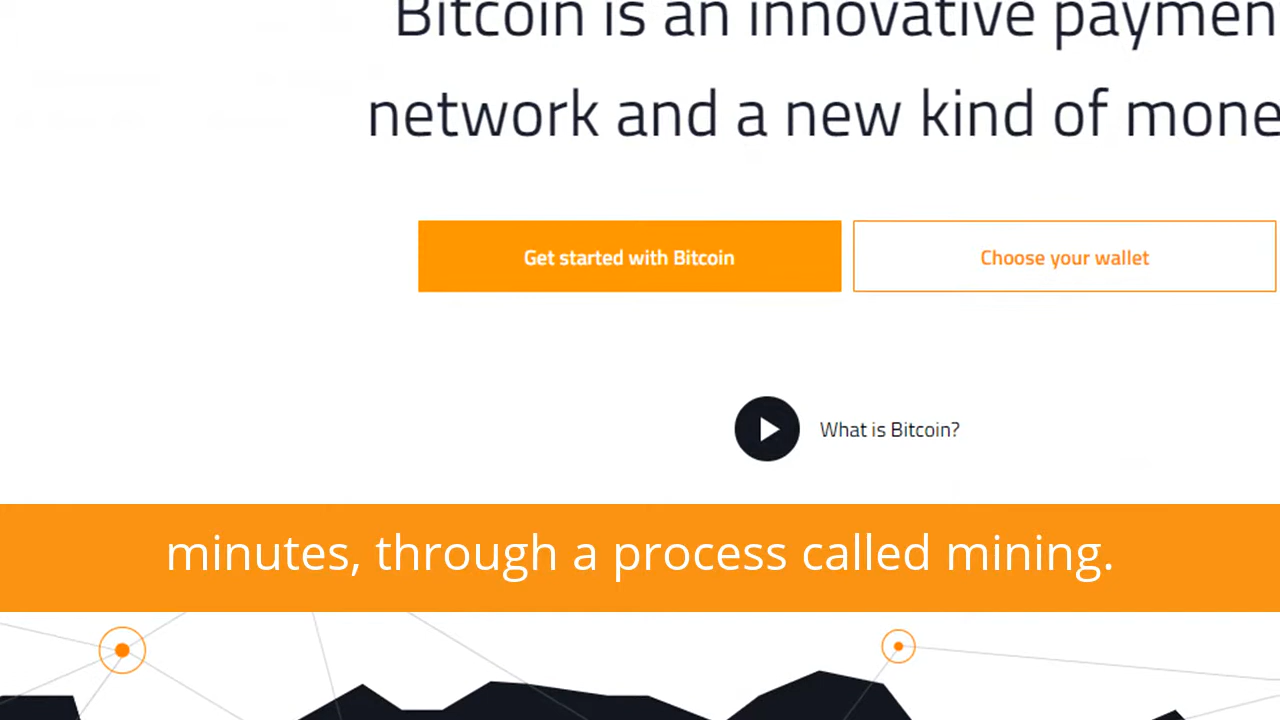 Bitcoin is an innovative paymen
network and a new kind of mone
Get started with Bitcoin
Choose your wallet
What is Bitcoin?
minutes, through a process called mining.